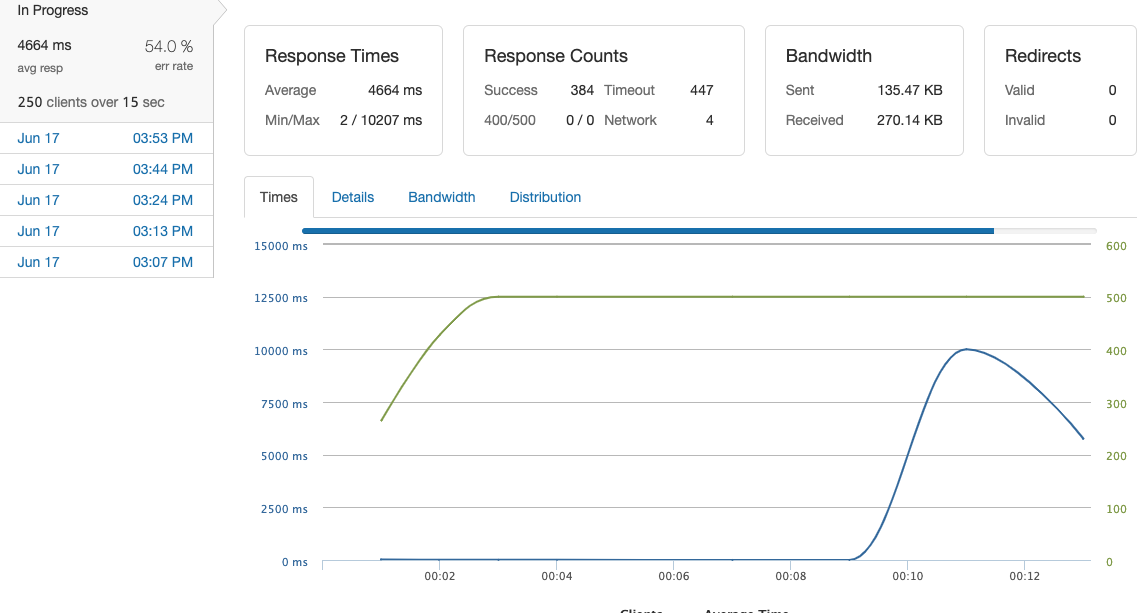 In Progress
4664 ms 54.0 %
avg resp err rate
250 clients over 15 sec
Jun 17 03:53 PM
Jun 17 03:44 PM
Jun 17 03:24 PM
Jun 17 03:13 PM
Jun 17 03:07 PM
Response Times
Average 4664 ms
Min/Max 2 / 10207 ms
Response Counts
Success 384 Timeout 447
400/500 0 / 0 Network 4
Bandwidth
Sent 135.47 KB
Received 270.14 KB
Redirects
Valid 0
Invalid 0
Times Details Bandwidth Distribution
15000 ms 600
12500 ms 500
10000 ms 400
7500 ms 300
5000 ms 200
2500 ms 100
0 ms 0
00:02 00:04 00:06 00:08 00:10 00:12
Clients Average Time